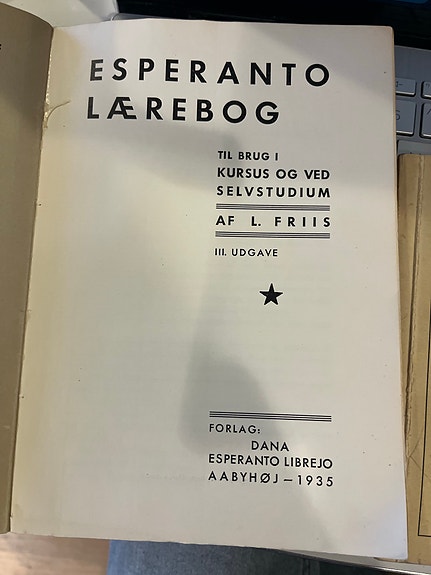 ESPERANTO
LÆREBOG
TIL BRUG I
KURSUS OG VED
SELVSTUDIUM
AF L. FRIIS
III. UDGAVE
FORLAG:
DANA
ESPERANTO LIBREJO
AABYHØJ — 1935